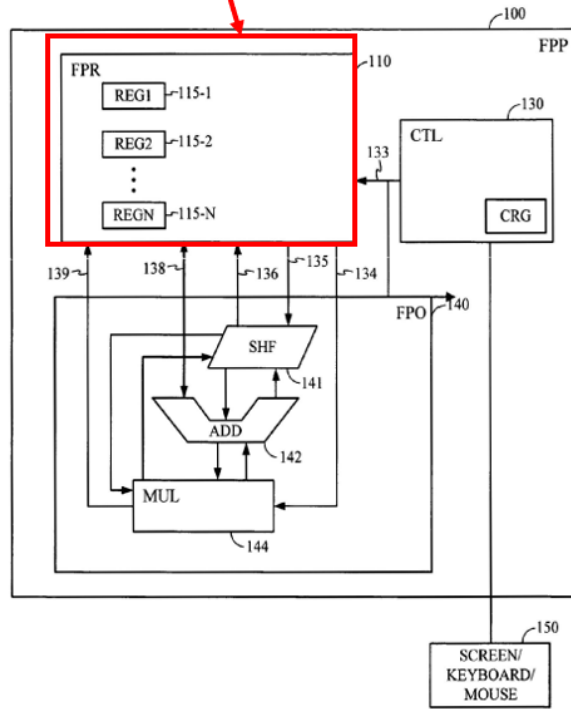 100
FPP
110
FPR
REG1 115-1
REG2 115-2
REGN 115-N
130
CTL
133
CRG
139 138 136 135 134
FPO 140
SHF
141
ADD
142
MUL
144
150
SCREEN/
KEYBOARD/
MOUSE